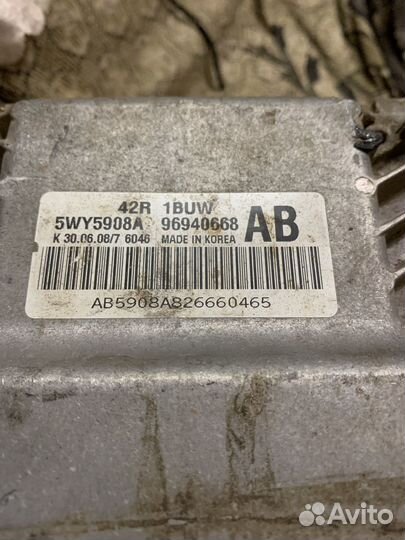 42R 1BUW
5WY5908A 96940668 AB
K 30.06.08/7 6046 MADE IN KOREA
AB5908A826660465
Avito